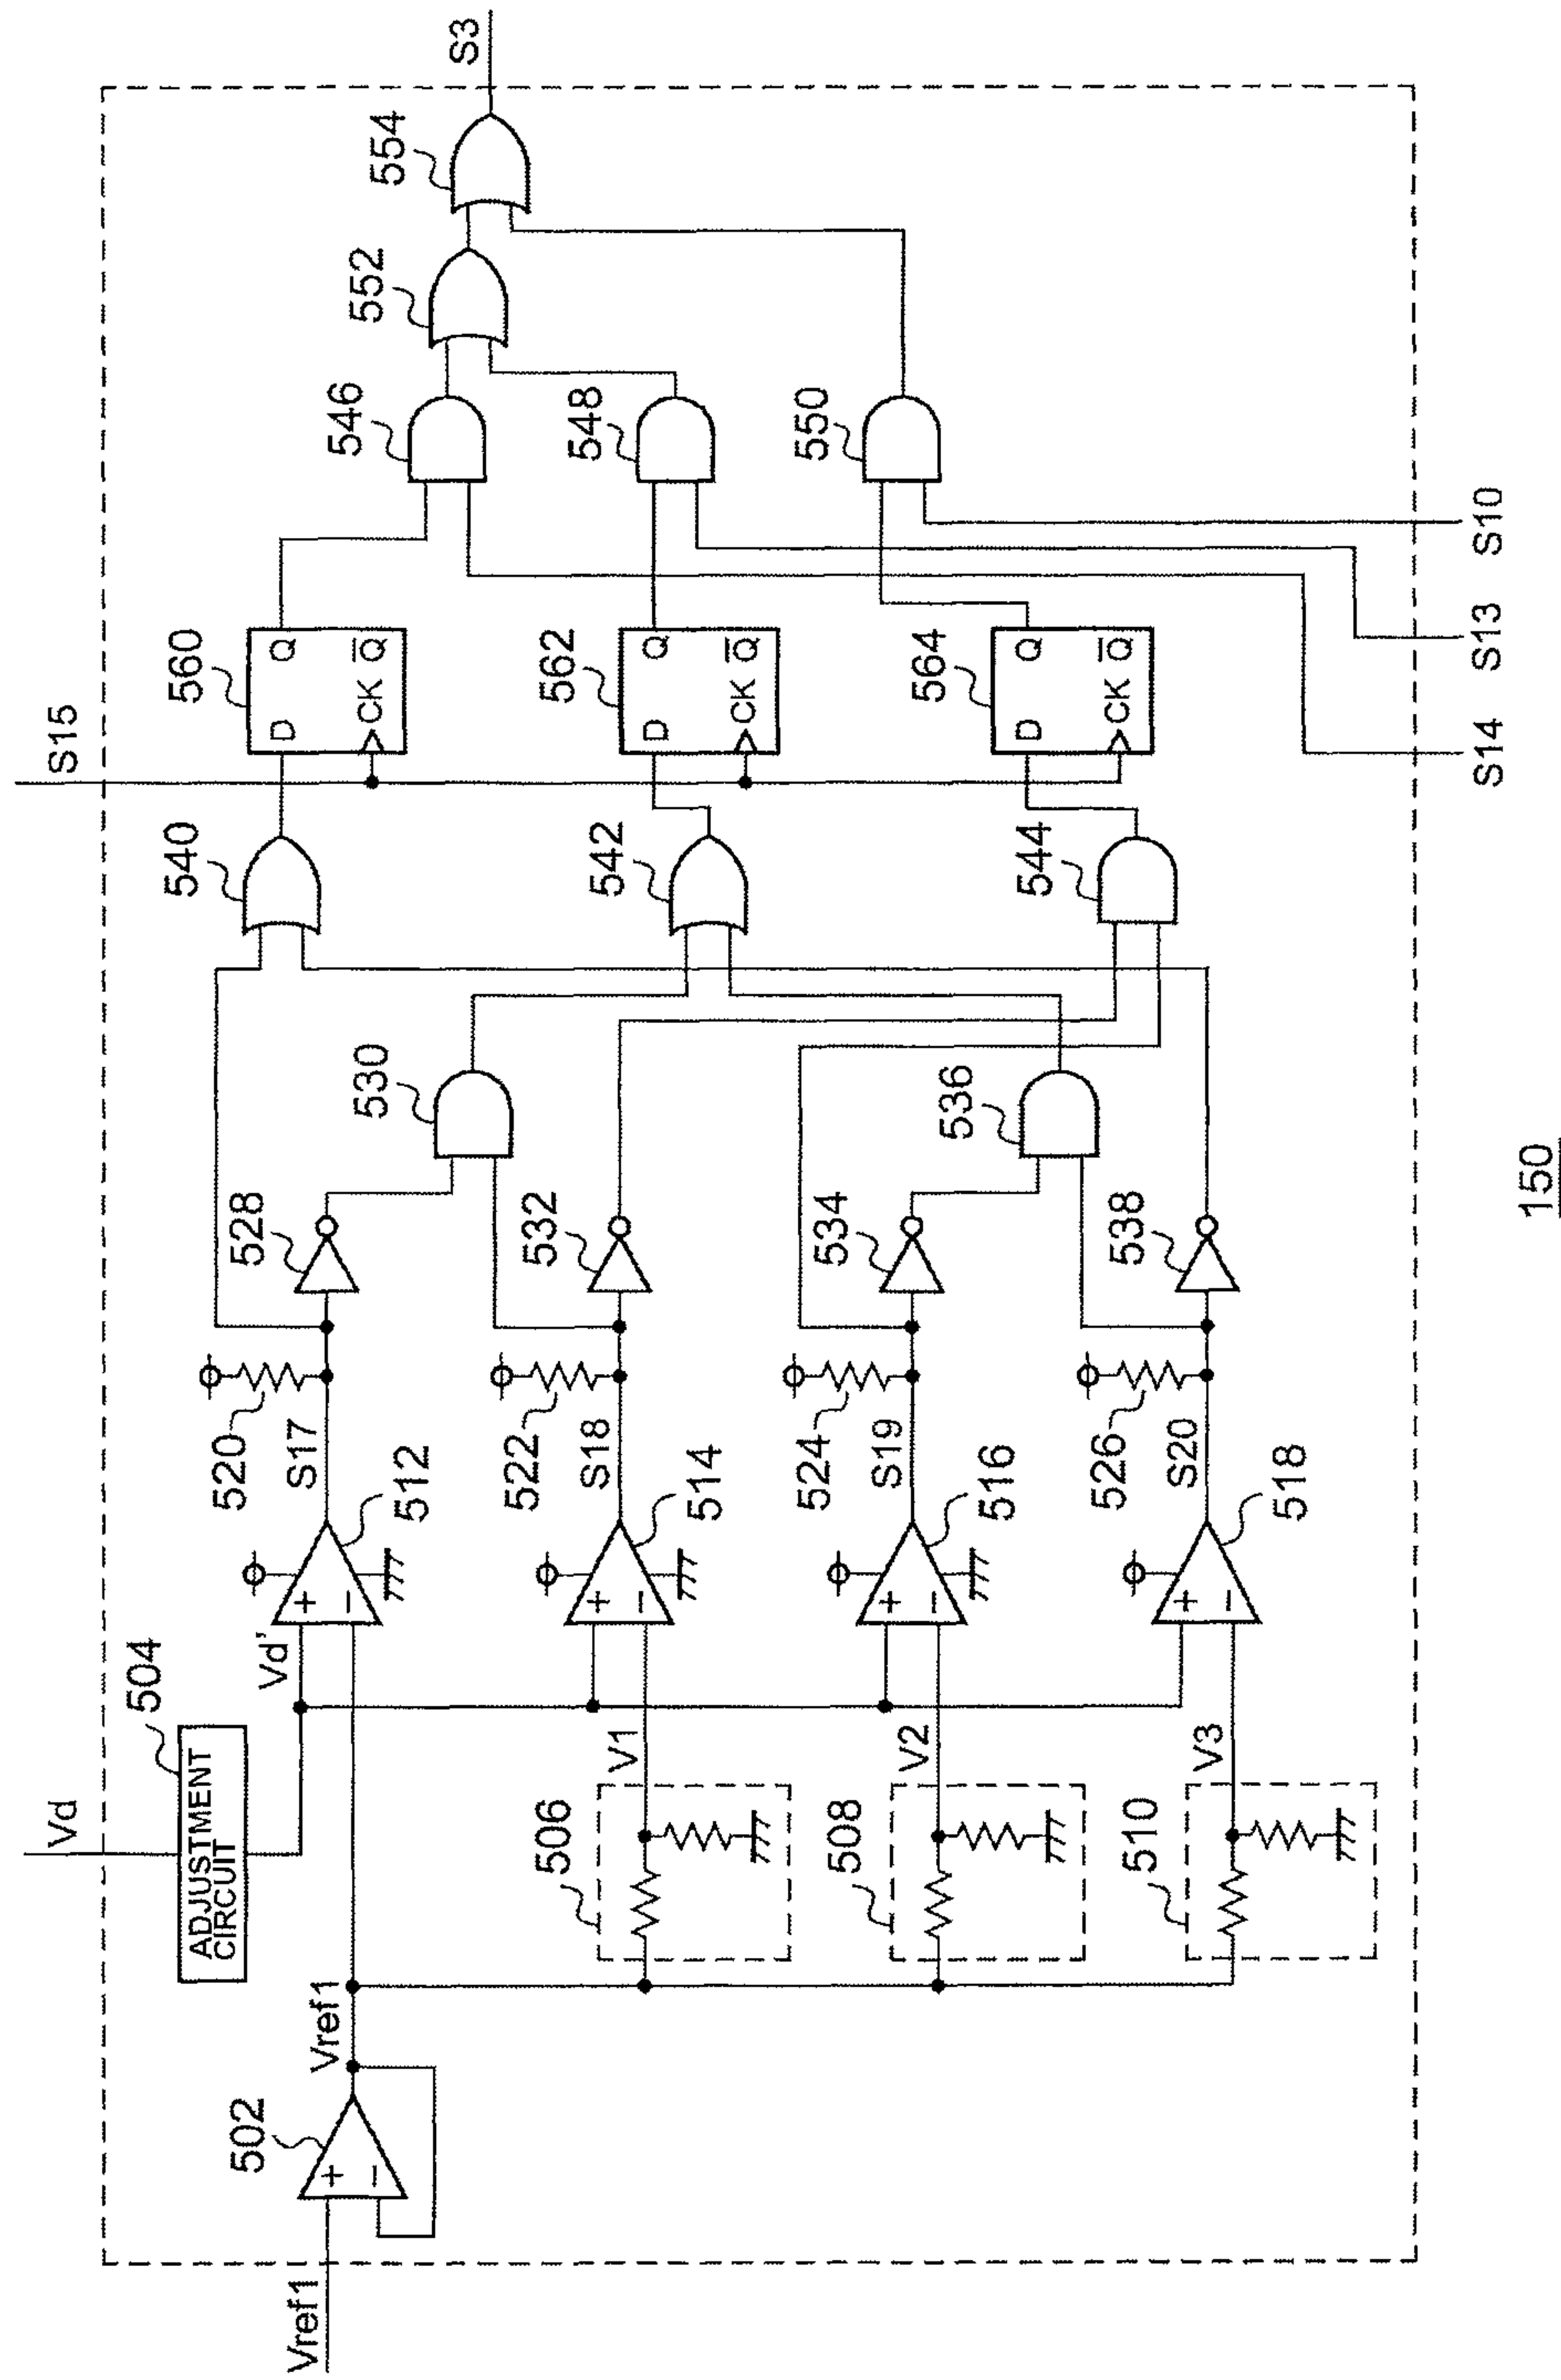 Vref1
502
+
−
Vref1
Vd
504
ADJUSTMENT
CIRCUIT
Vd'
506
V1
508
V2
510
V3
+
−
512
S17
520
+
−
514
S18
522
+
−
516
S19
524
+
−
518
S20
526
528
530
532
534
536
538
540
542
544
S15
560
D
Q
CK
Q̅
562
D
Q
CK
Q̅
564
D
Q
CK
Q̅
S14
S13
S10
546
548
550
552
554
S3
150